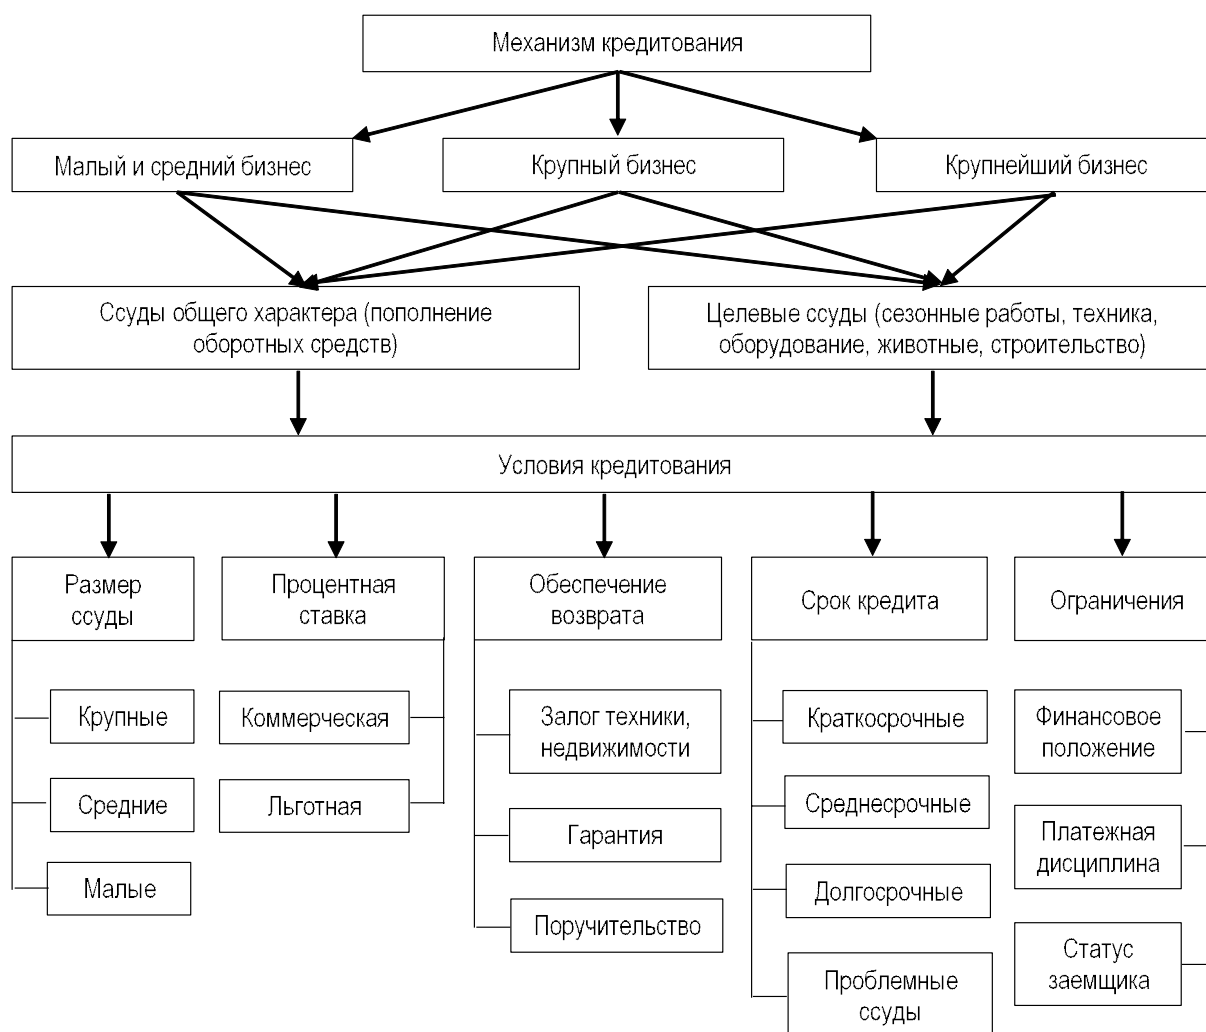 Механизм кредитования
Малый и средний бизнес
Крупный бизнес
Крупнейший бизнес
Ссуды общего характера (пополнение
оборотных средств)
Целевые ссуды (сезонные работы, техника,
оборудование, животные, строительство)
Условия кредитования
Размер
ссуды
Процентная
ставка
Обеспечение
возврата
Срок кредита
Ограничения
Крупные
Средние
Малые
Коммерческая
Льготная
Залог техники,
недвижимости
Гарантия
Поручительство
Краткосрочные
Среднесрочные
Долгосрочные
Проблемные
ссуды
Финансовое
положение
Платежная
дисциплина
Статус
заемщика